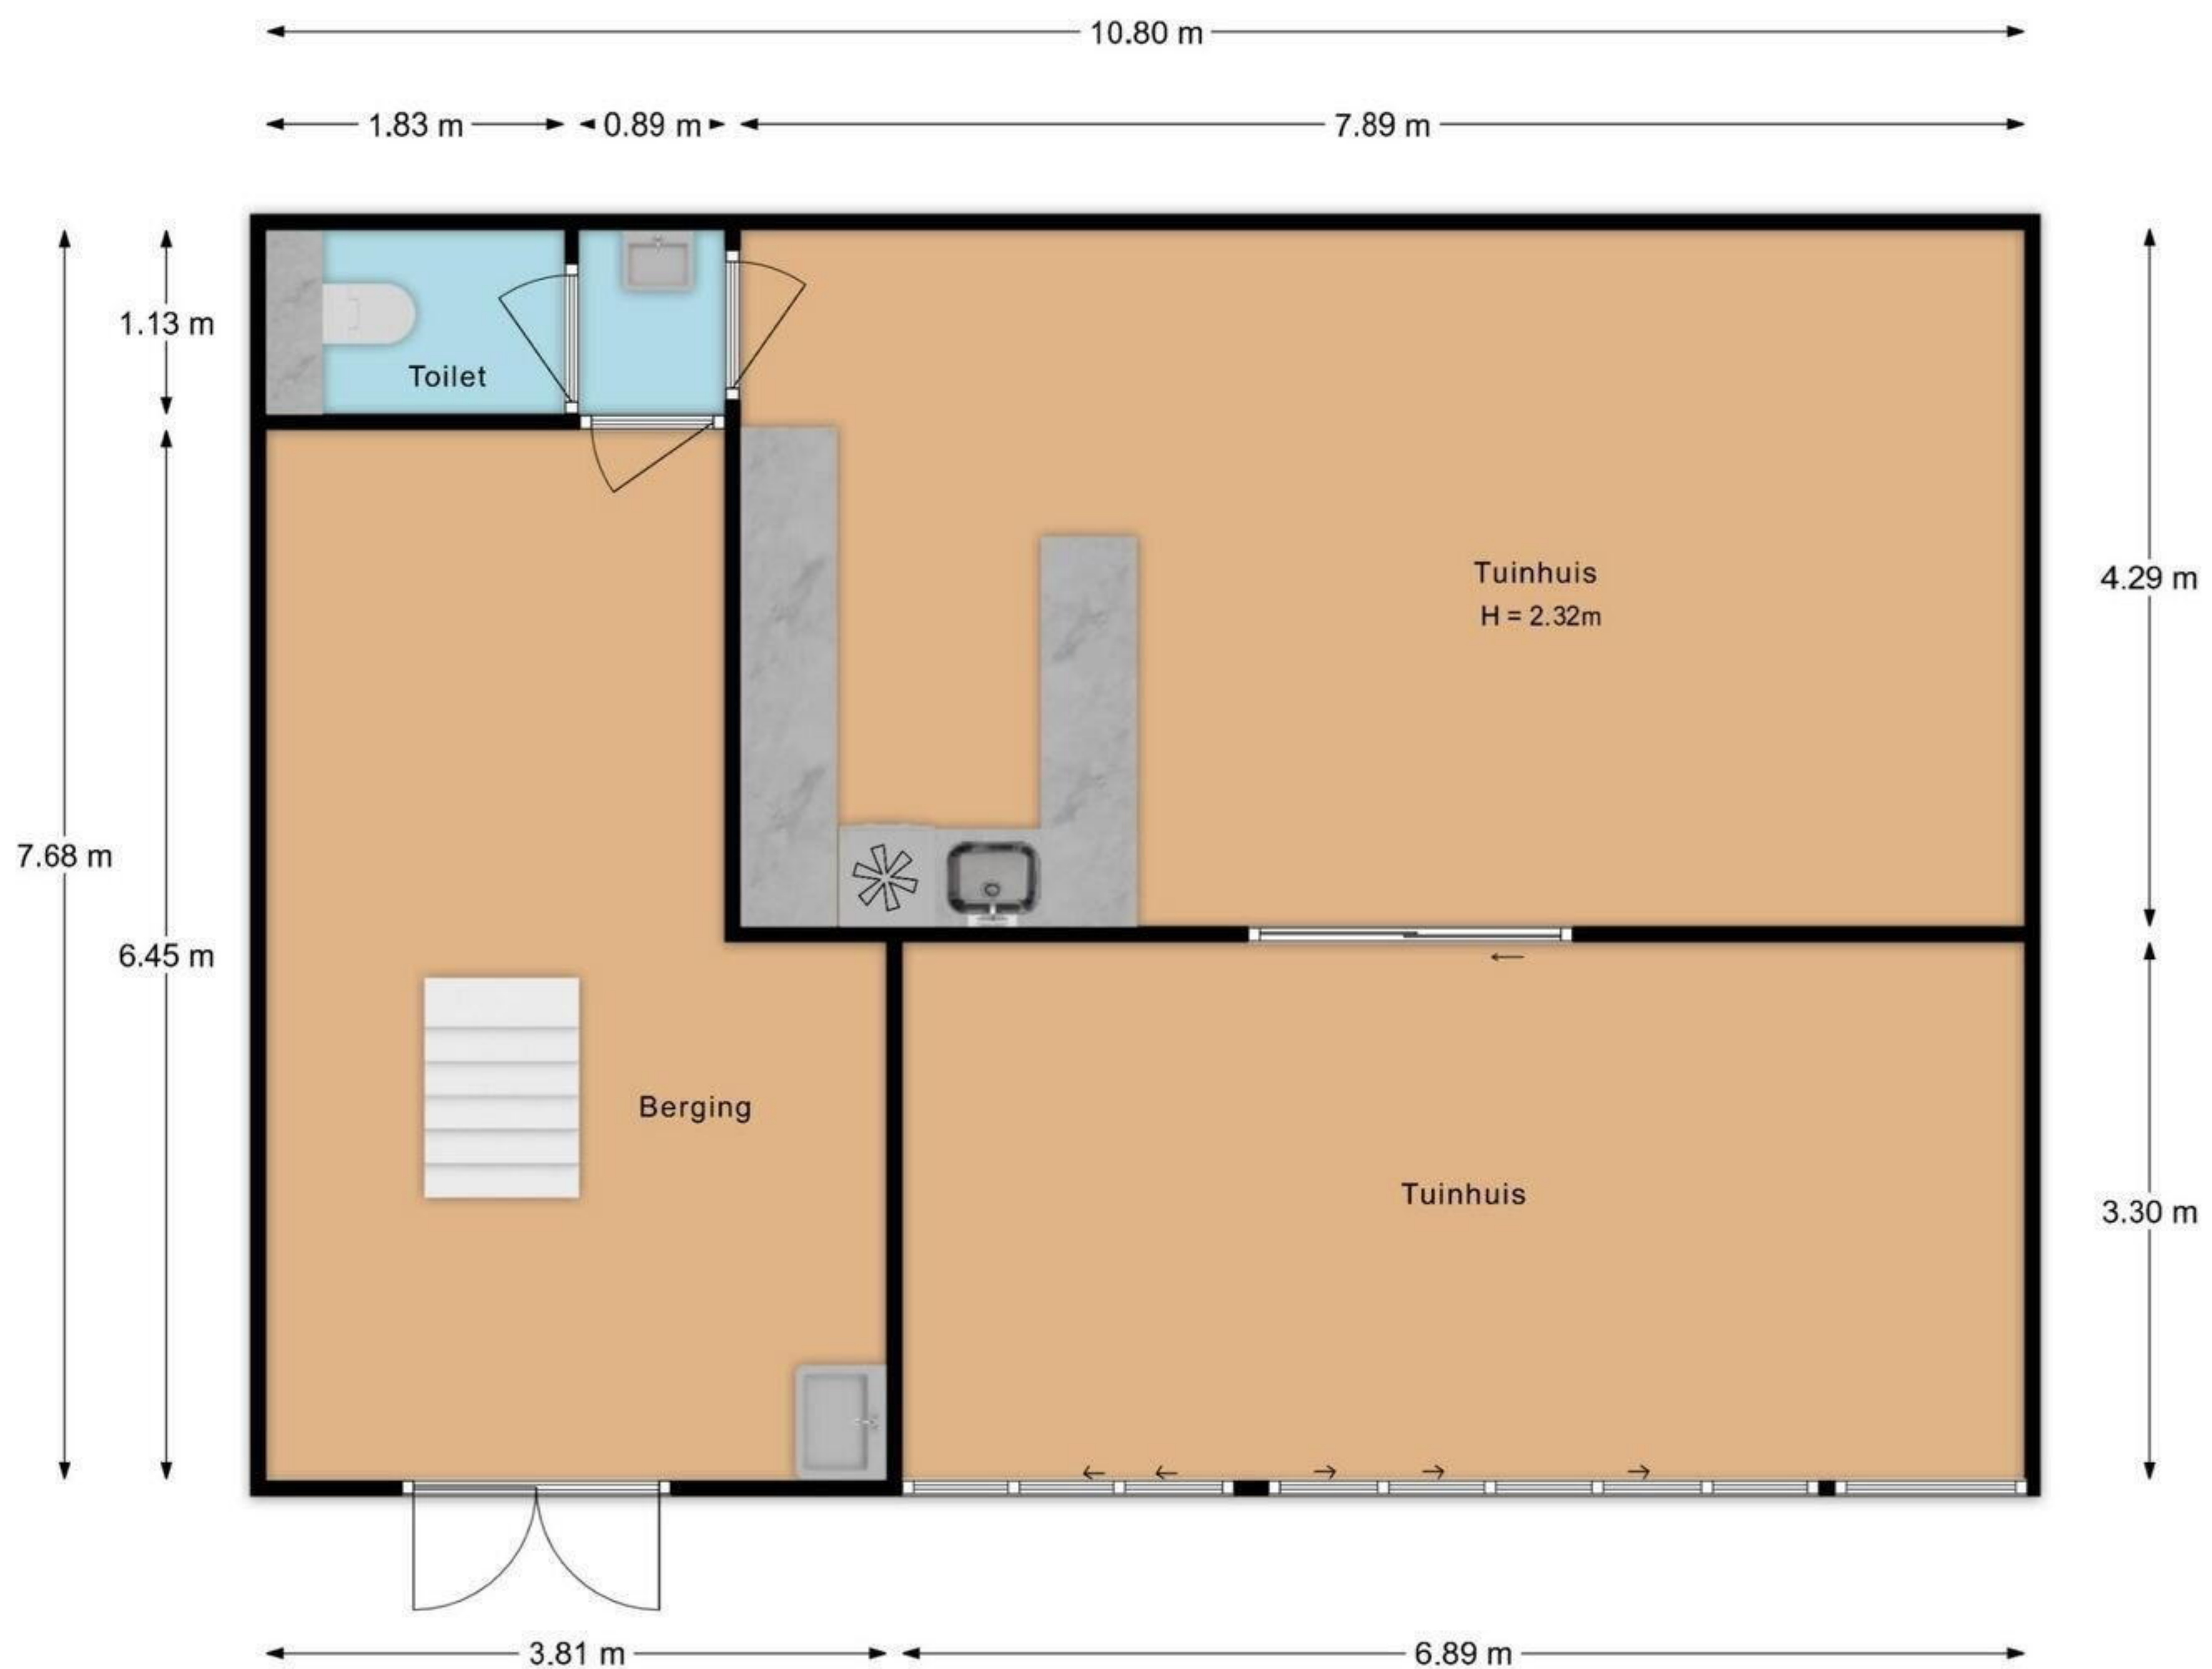 10.80 m
1.83 m
0.89 m
7.89 m
1.13 m
Toilet
Tuinhuis
H = 2.32m
4.29 m
7.68 m
6.45 m
Berging
Tuinhuis
3.30 m
3.81 m
6.89 m